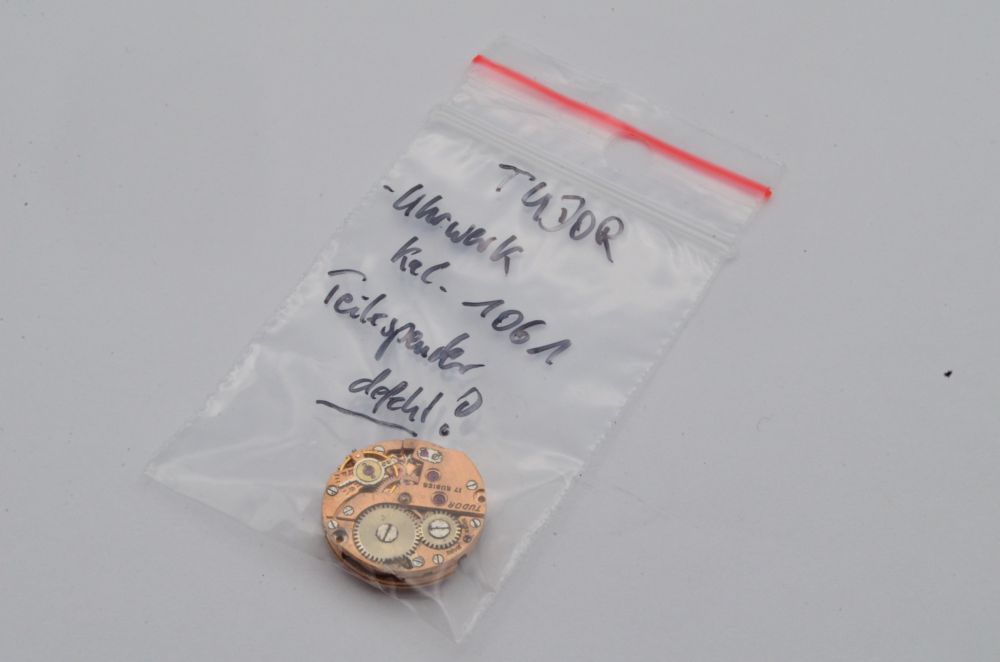 TUDOR
-Uhrwerk
Kal. 1061
Teilespender
defekt!
17 RUBIES
TUDOR